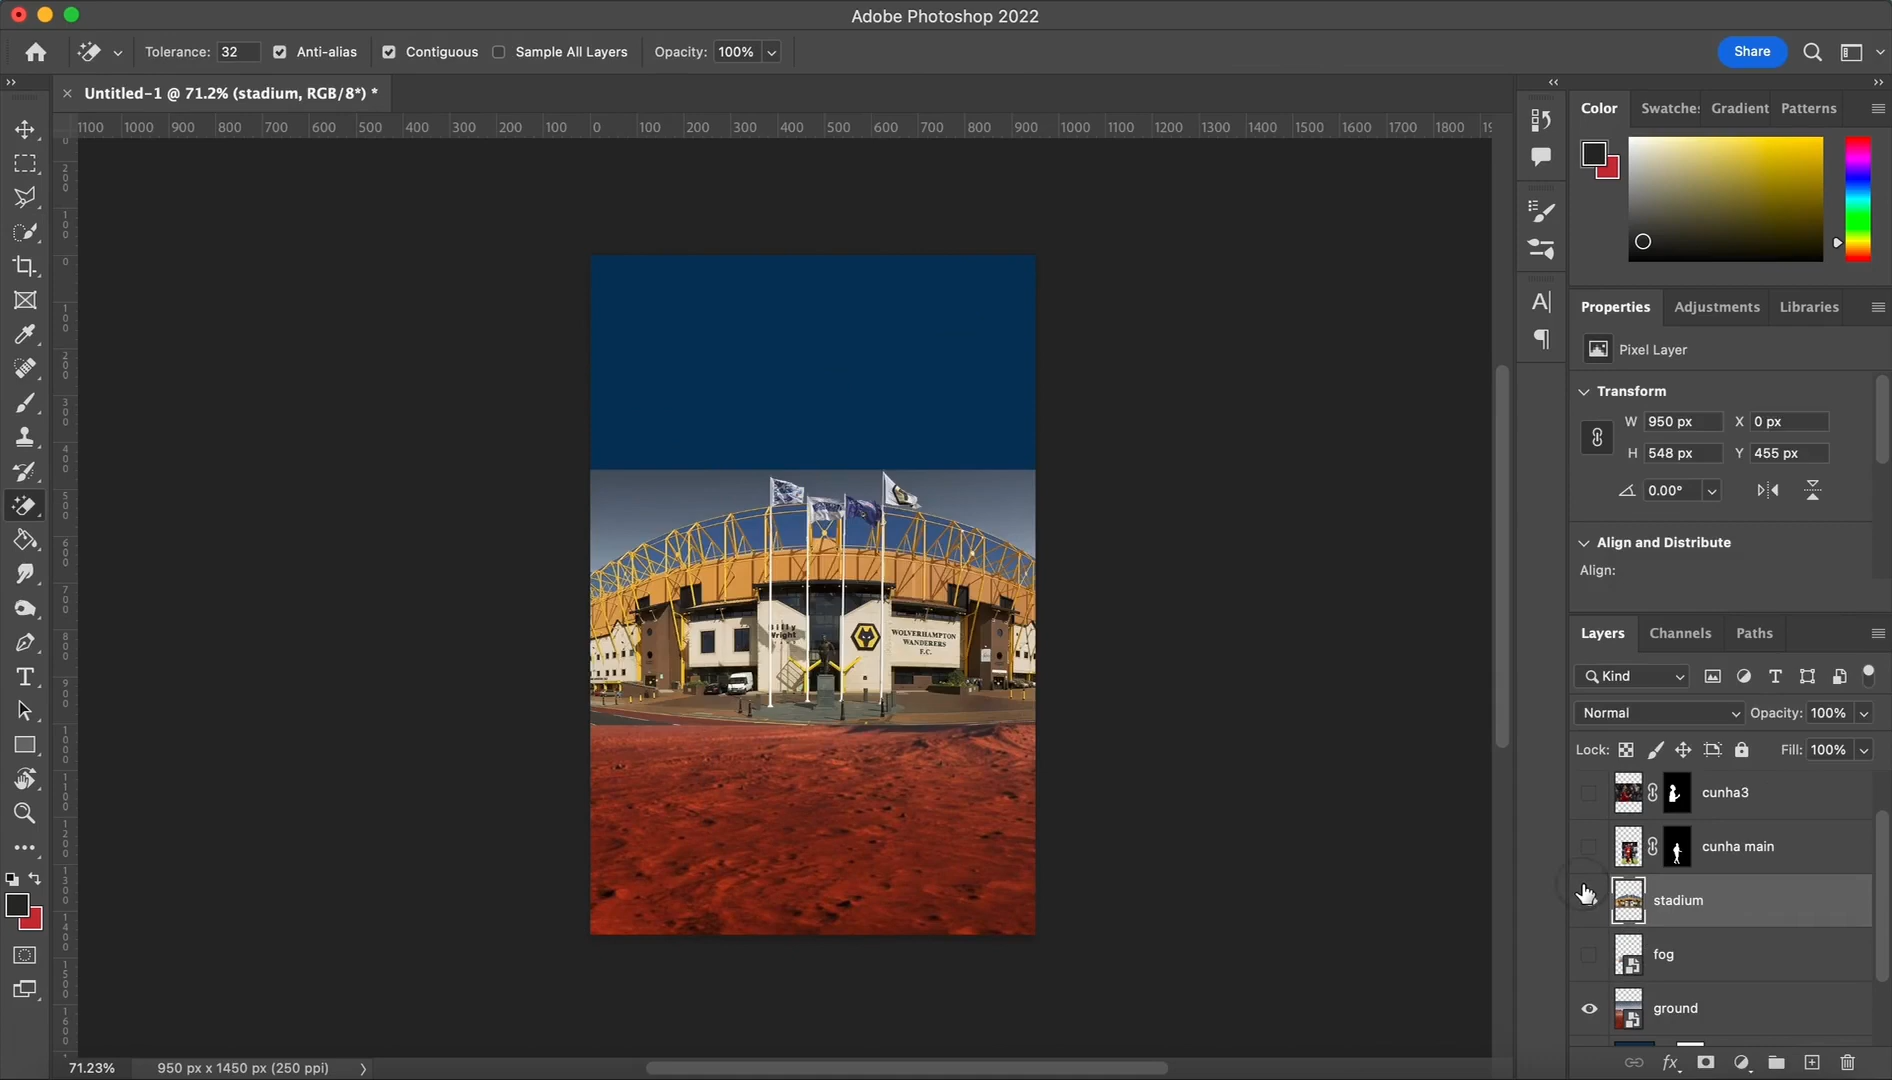 Adobe Photoshop 2022
Tolerance: 32 Anti-alias Contiguous Sample All Layers Opacity: 100% Share
Untitled-1 @ 71.2% (stadium, RGB/8*) *
1100 1000 900 800 700 600 500 400 300 200 100 0 100 200 300 400 500 600 700 800 900 1000 1100 1200 1300 1400 1500 1600 1700 1800
Color Swatches Gradient Patterns
Properties Adjustments Libraries
Pixel Layer
Transform
W 950 px X 0 px
H 548 px Y 455 px
0.00°
Align and Distribute
Align:
Layers Channels Paths
Kind
Normal Opacity: 100%
Lock: Fill: 100%
cunha3
cunha main
stadium
fog
ground
Billy
Wright
WOLVERHAMPTON
WANDERERS
F.C.
71.23% 950 px x 1450 px (250 ppi)